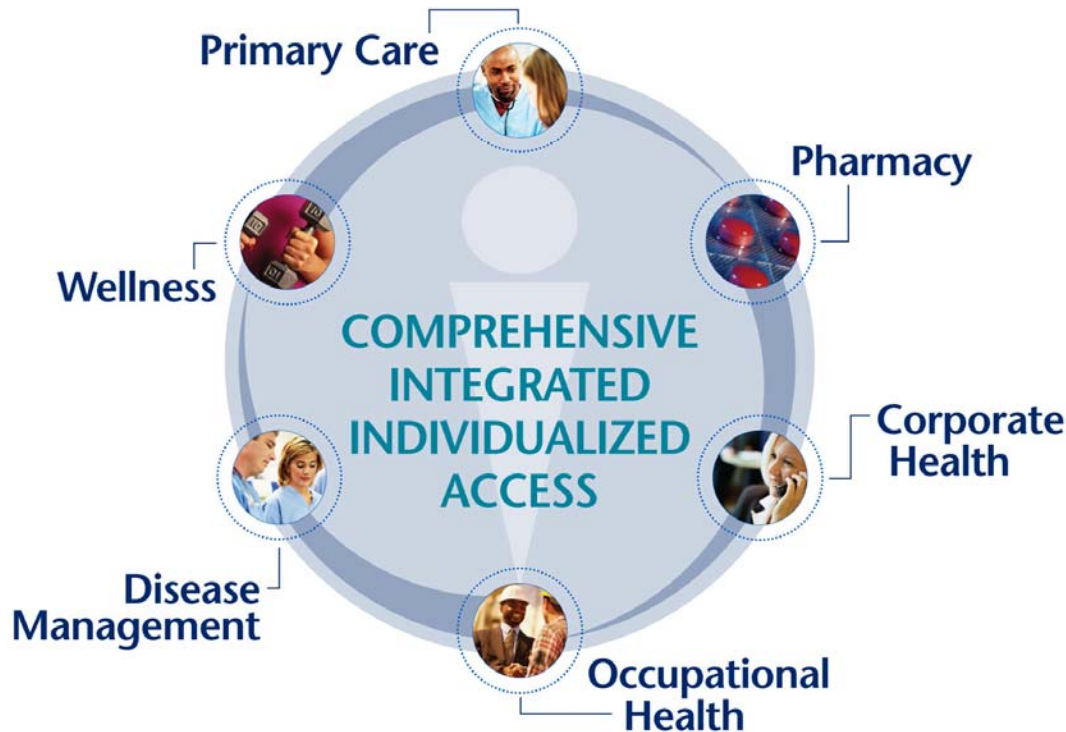 Primary Care
Pharmacy
Wellness
COMPREHENSIVE
INTEGRATED
INDIVIDUALIZED
ACCESS
Corporate
Health
Disease
Management
Occupational
Health